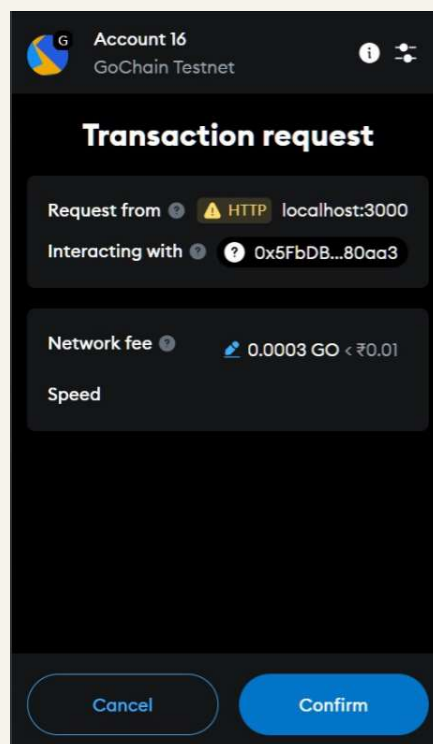 G
Account 16
GoChain Testnet
Transaction request
Request from ? HTTP localhost:3000
Interacting with ? ? 0x5FbDB...80aa3
Network fee ? 0.0003 GO < ₹0.01
Speed
Cancel Confirm